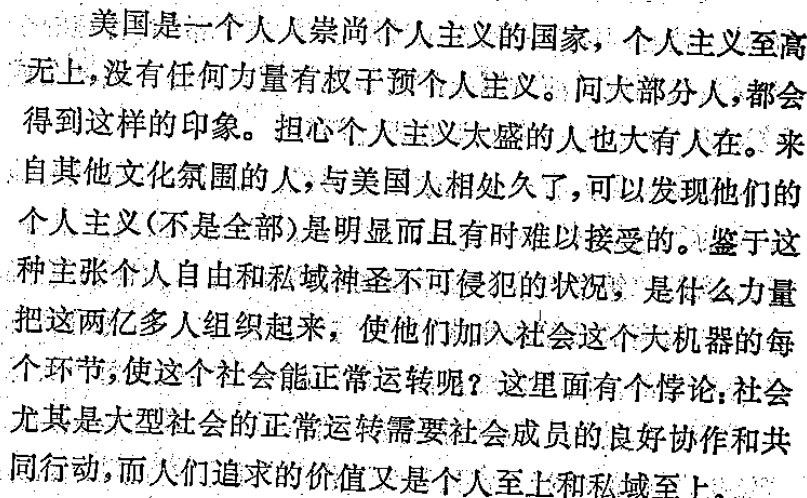 美国是一个人人崇尚个人主义的国家，个人主义至高
无上，没有任何力量有权干预个人主义。问大部分人，都会
得到这样的印象。担心个人主义太盛的人也大有人在。来
自其他文化氛围的人，与美国人相处久了，可以发现他们的
个人主义（不是全部）是明显而且有时难以接受的。鉴于这
种主张个人自由和私域神圣不可侵犯的状况，是什么力量
把这两亿多人组织起来，使他们加入社会这个大机器的每
个环节，使这个社会能正常运转呢？这里面有个悖论：社会
尤其是大型社会的正常运转需要社会成员的良好协作和共
同行动，而人们追求的价值又是个人至上和私域至上。